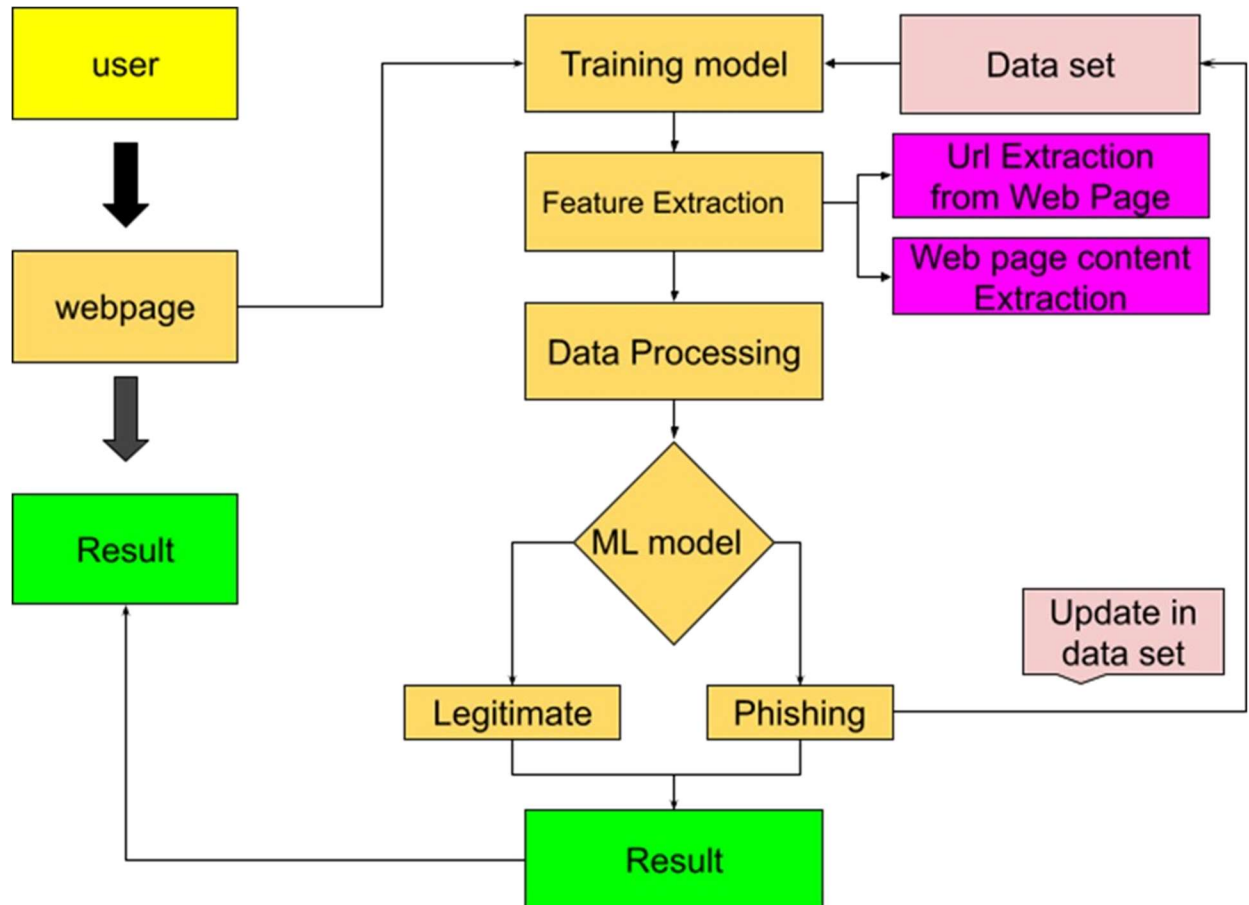 user
Training model
Data set
Url Extraction
from Web Page
Feature Extraction
Web page content
Extraction
webpage
Data Processing
Result
ML model
Update in
data set
Legitimate
Phishing
Result